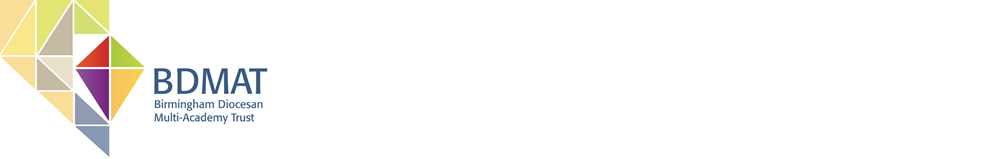 BDMAT
Birmingham Diocesan
Multi-Academy Trust